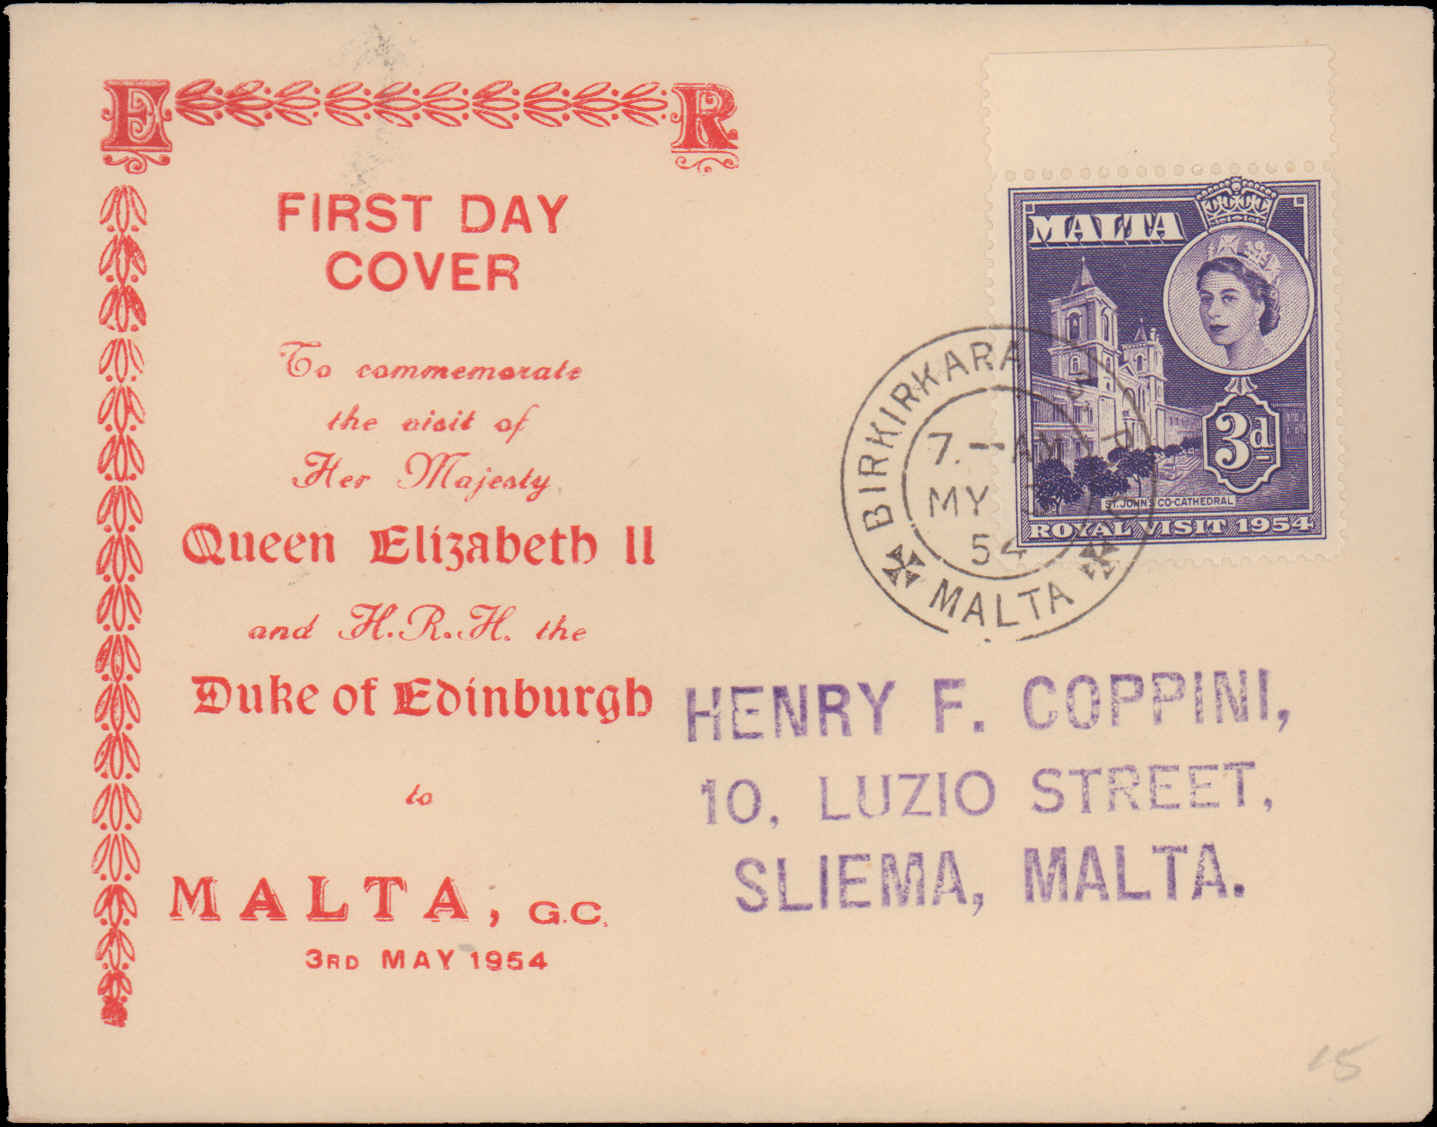 E R
FIRST DAY
COVER
To commemorate
the visit of
Her Majesty
Queen Elizabeth II
and H.R.H. the
Duke of Edinburgh
to
MALTA, G.C.
3RD MAY 1954
MALTA
3d
ST. JOHN'S CO-CATHEDRAL
ROYAL VISIT 1954
BIRKIRKARA
7.—AM
MY
54
MALTA
HENRY F. COPPINI,
10, LUZIO STREET,
SLIEMA, MALTA.
15